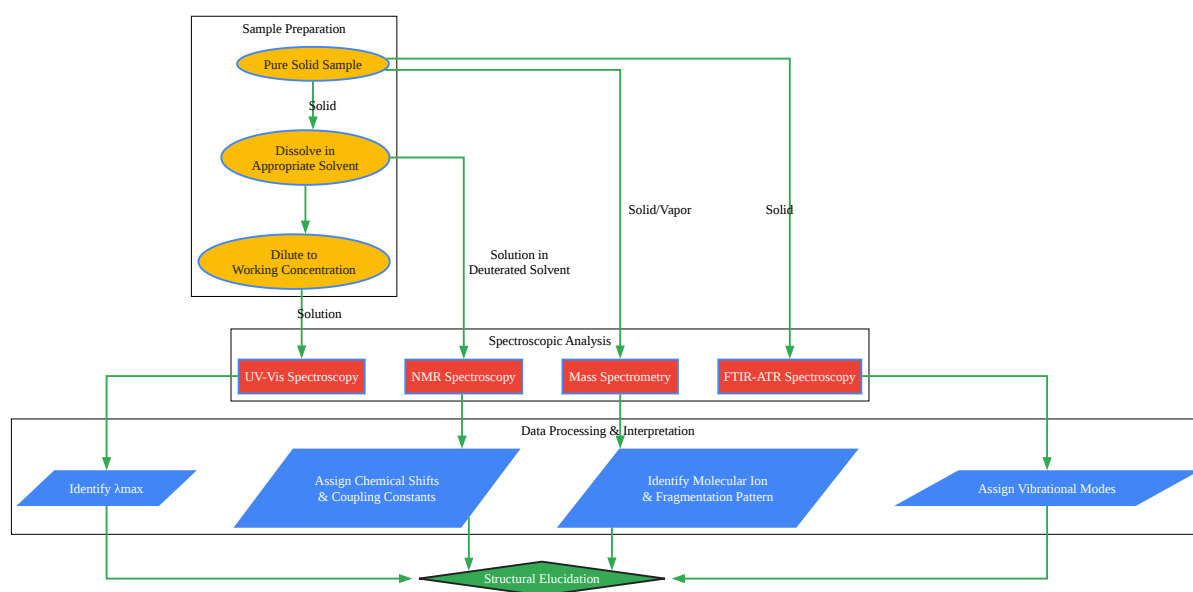 Sample Preparation
Pure Solid Sample
Solid
Dissolve in
Appropriate Solvent
Solid/Vapor
Solid
Dilute to
Working Concentration
Solution in
Deuterated Solvent
Solution
Spectroscopic Analysis
UV-Vis Spectroscopy
NMR Spectroscopy
Mass Spectrometry
FTIR-ATR Spectroscopy
Data Processing & Interpretation
Identify λmax
Assign Chemical Shifts
& Coupling Constants
Identify Molecular Ion
& Fragmentation Pattern
Assign Vibrational Modes
Structural Elucidation